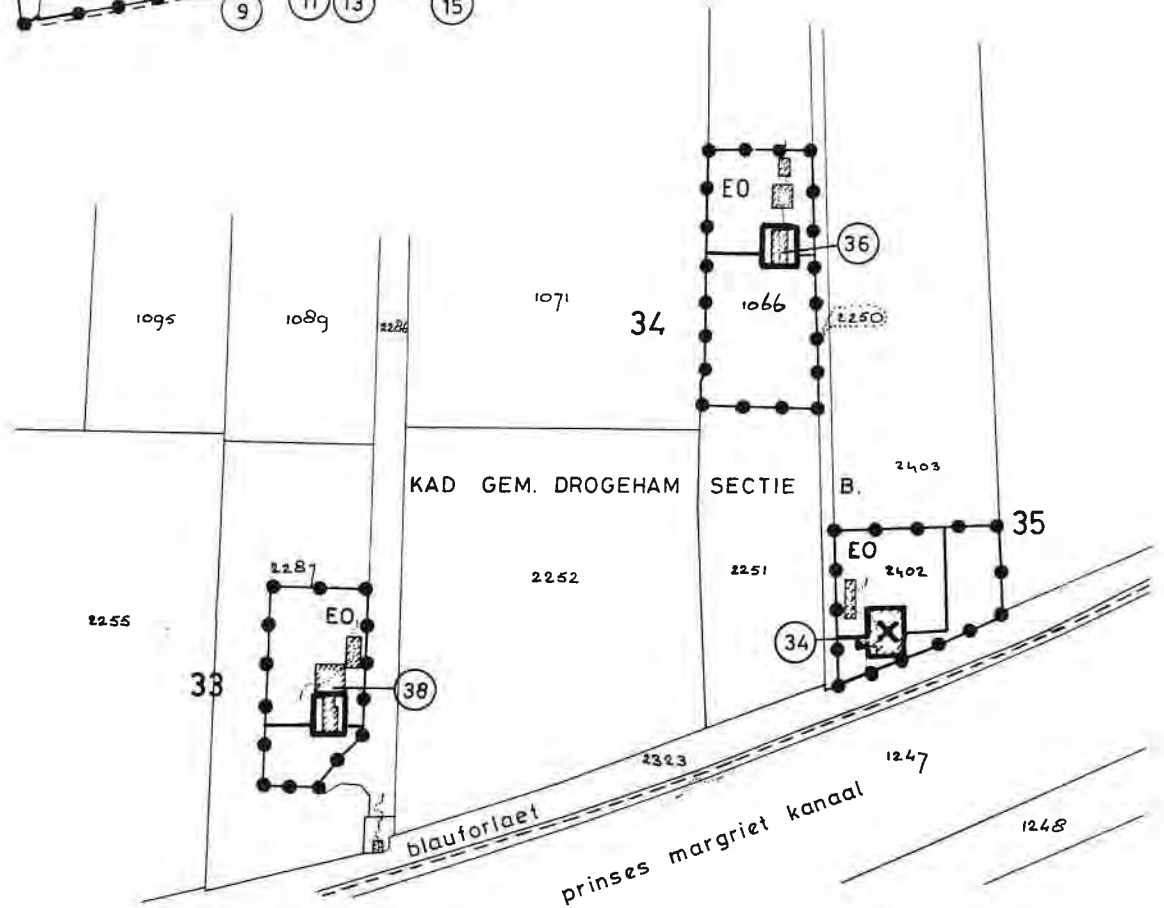 9 11 13 15
EO
36
1095 1089 2286 1071 34 1066 2250
KAD GEM. DROGEHAM SECTIE B.
2403
35
EO
2402
2287
2252
2251
2255
EO
34
33
38
2323
1247
blauforlaet
prinses margriet kanaal
1248